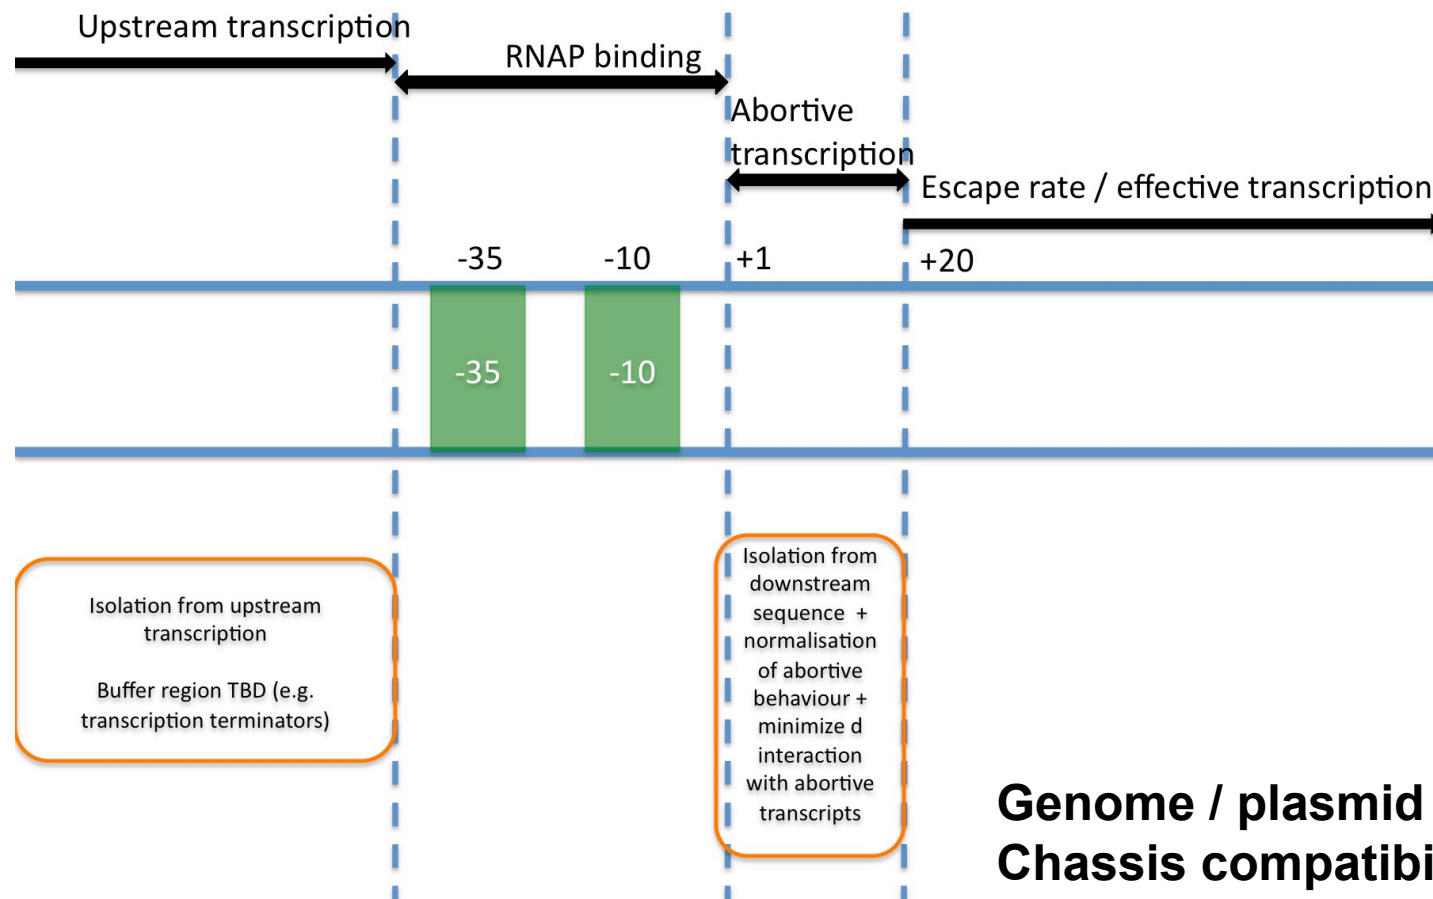 Upstream transcription
RNAP binding
Abortive
transcription
Escape rate / effective transcription
-35
-10
+1
+20
-35
-10
Isolation from upstream
transcription
Buffer region TBD (e.g.
transcription terminators)
Isolation from
downstream
sequence +
normalisation
of abortive
behaviour +
minimize d
interaction
with abortive
transcripts
Genome / plasmid
Chassis compatibi